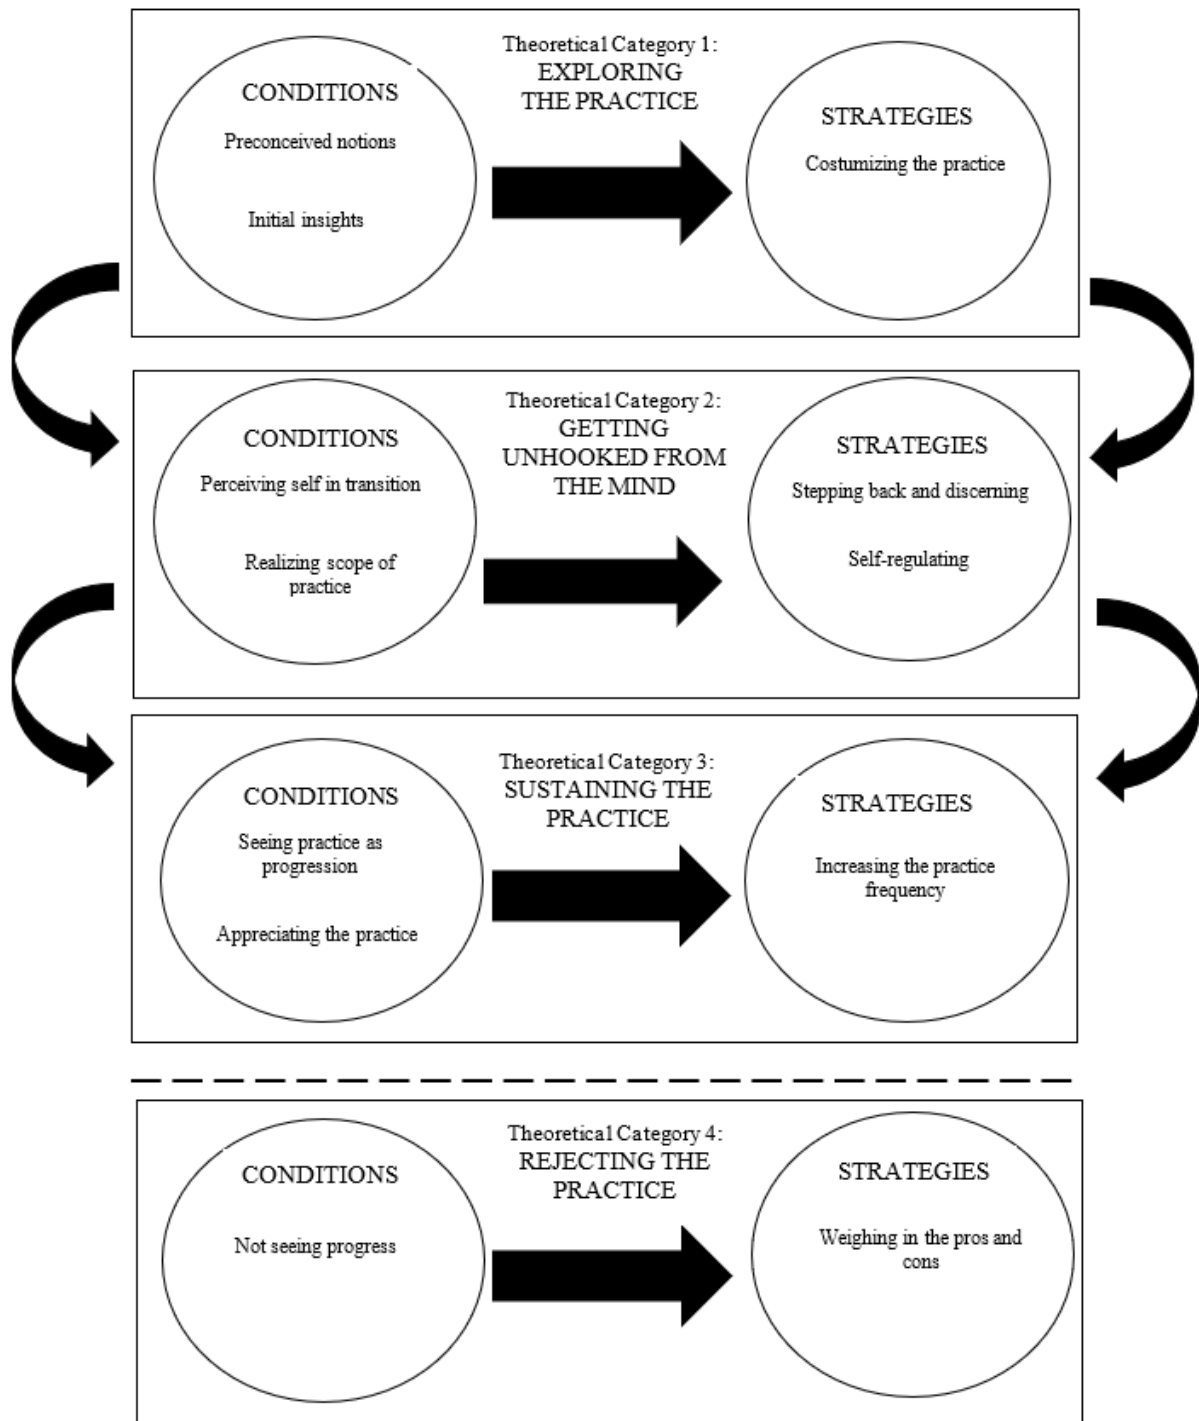 Theoretical Category 1:
EXPLORING
THE PRACTICE
CONDITIONS
Preconceived notions
Initial insights
STRATEGIES
Costumizing the practice
Theoretical Category 2:
GETTING
UNHOOKED FROM
THE MIND
CONDITIONS
Perceiving self in transition
Realizing scope of
practice
STRATEGIES
Stepping back and discerning
Self-regulating
Theoretical Category 3:
SUSTAINING THE
PRACTICE
CONDITIONS
Seeing practice as
progression
Appreciating the practice
STRATEGIES
Increasing the practice
frequency
Theoretical Category 4:
REJECTING THE
PRACTICE
CONDITIONS
Not seeing progress
STRATEGIES
Weighing in the pros and
cons